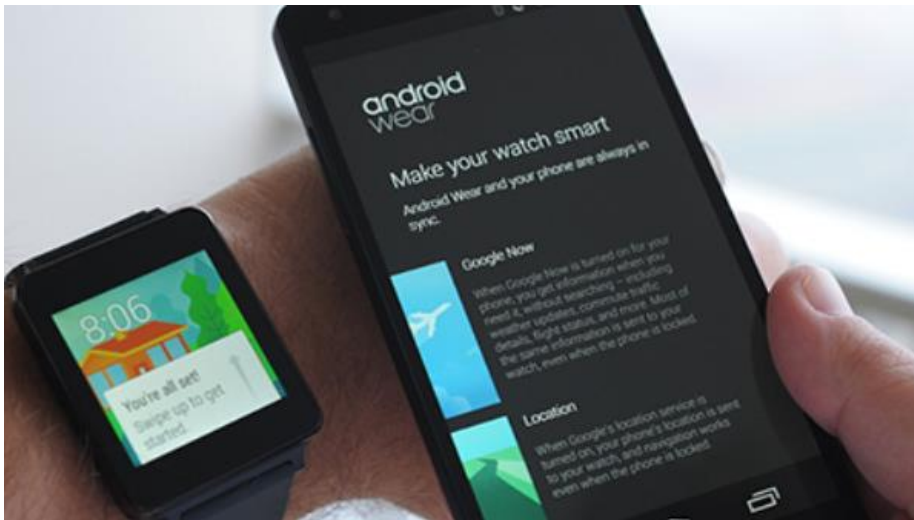 8:06
You're all set!
Swipe up to get
started.
android
wear
Make your watch smart
Android Wear and your phone are always in
sync.
Google Now
When Google Now is turned on for your
phone, you get information when you
need it, without searching – including
weather updates, commute traffic
details, flight status, and more. Most of
the same information is sent to your
watch, even when the phone is locked.
Location
When Google's location service is
turned on, your phone's location is sent
to your watch, and navigation works
even when the phone is locked.